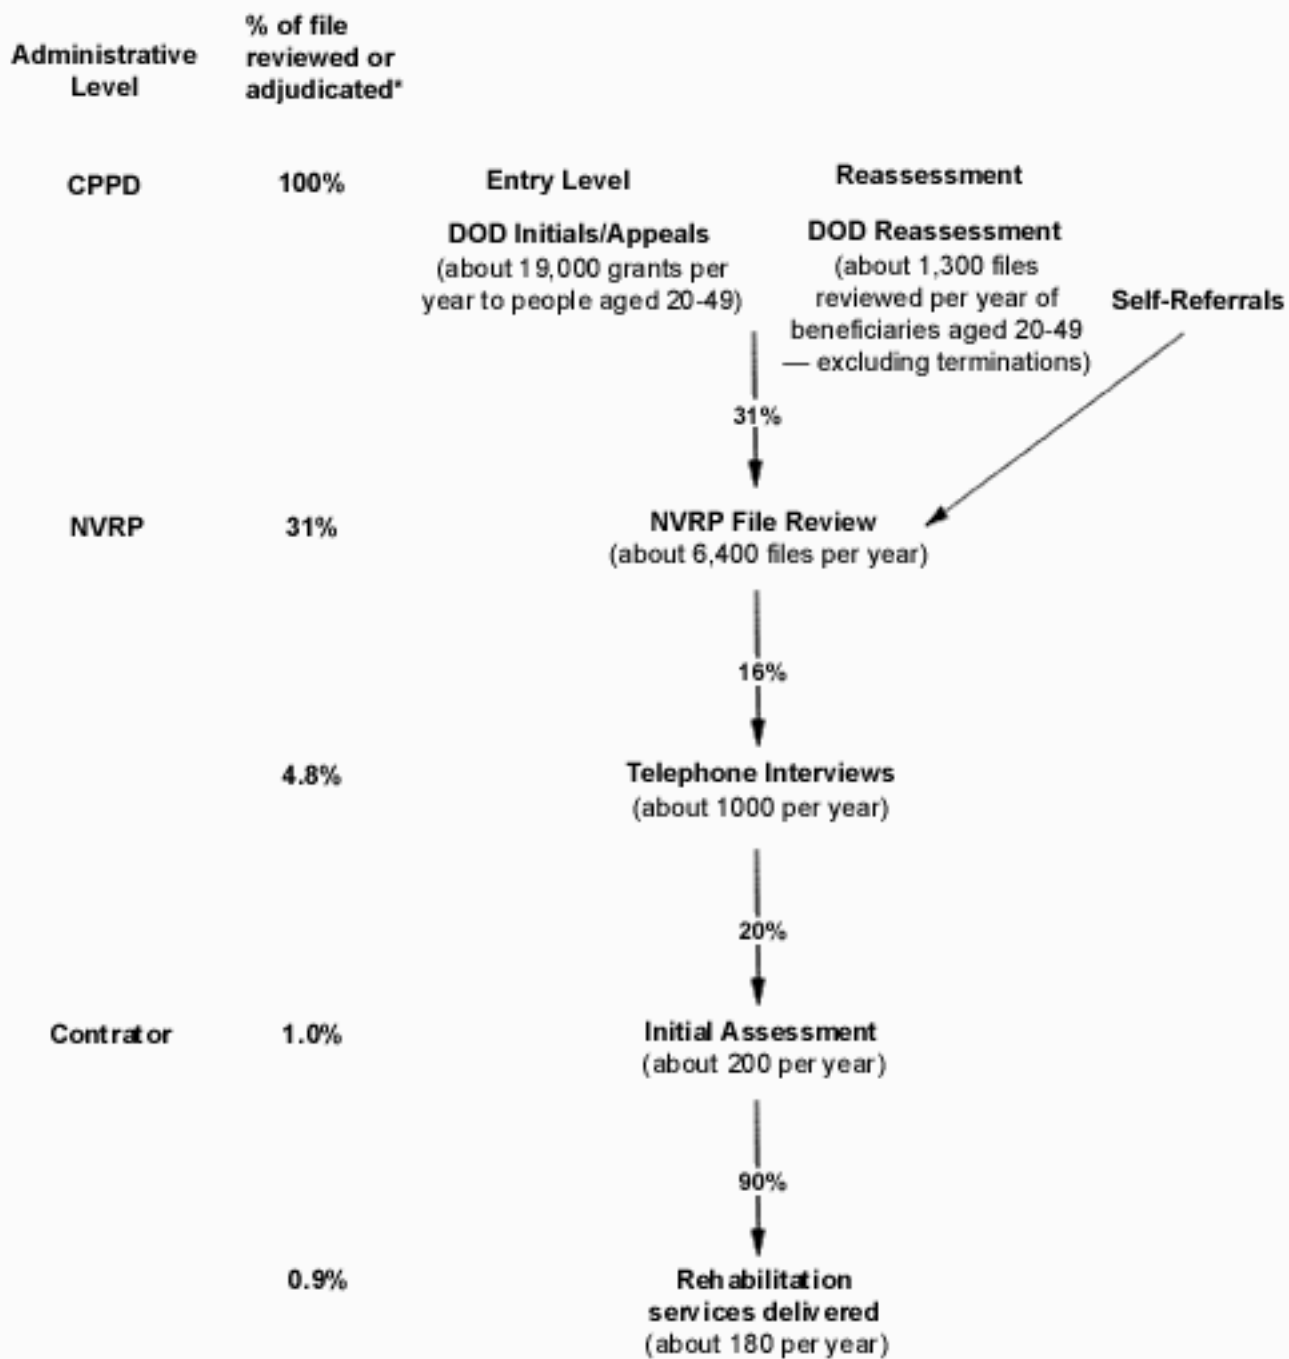 Administrative
Level
% of file
reviewed or
adjudicated*
CPPD
100%
Entry Level
Reassessment
DOD Initials/Appeals
(about 19,000 grants per
year to people aged 20-49)
DOD Reassessment
(about 1,300 files
reviewed per year of
beneficiaries aged 20-49
— excluding terminations)
Self-Referrals
31%
NVRP
31%
NVRP File Review
(about 6,400 files per year)
16%
4.8%
Telephone Interviews
(about 1000 per year)
20%
Contrator
1.0%
Initial Assessment
(about 200 per year)
90%
0.9%
Rehabilitation
services delivered
(about 180 per year)